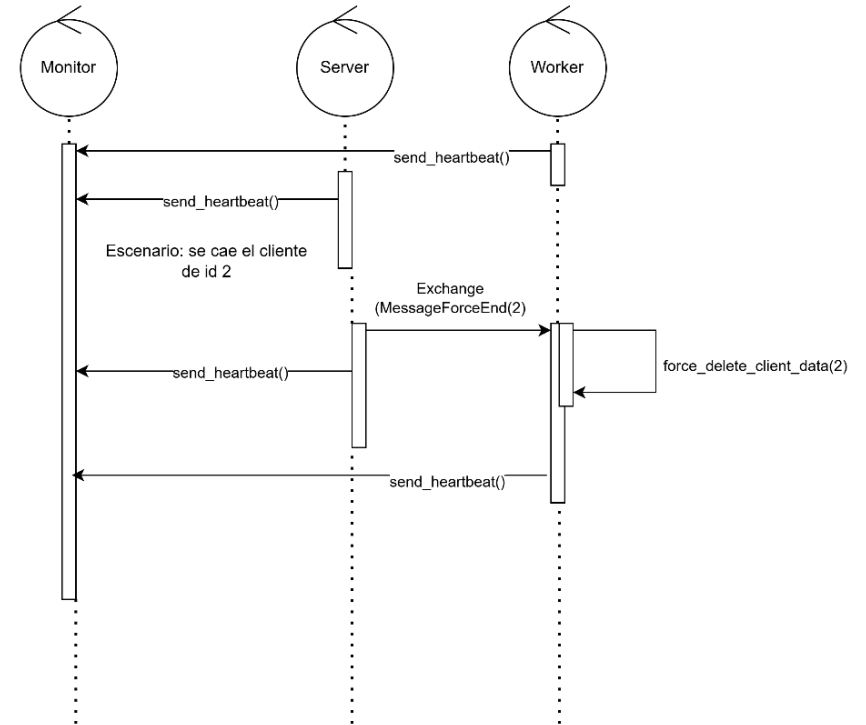 Monitor
Server
Worker
send_heartbeat()
send_heartbeat()
Escenario: se cae el cliente
de id 2
Exchange
(MessageForceEnd(2)
force_delete_client_data(2)
send_heartbeat()
send_heartbeat()